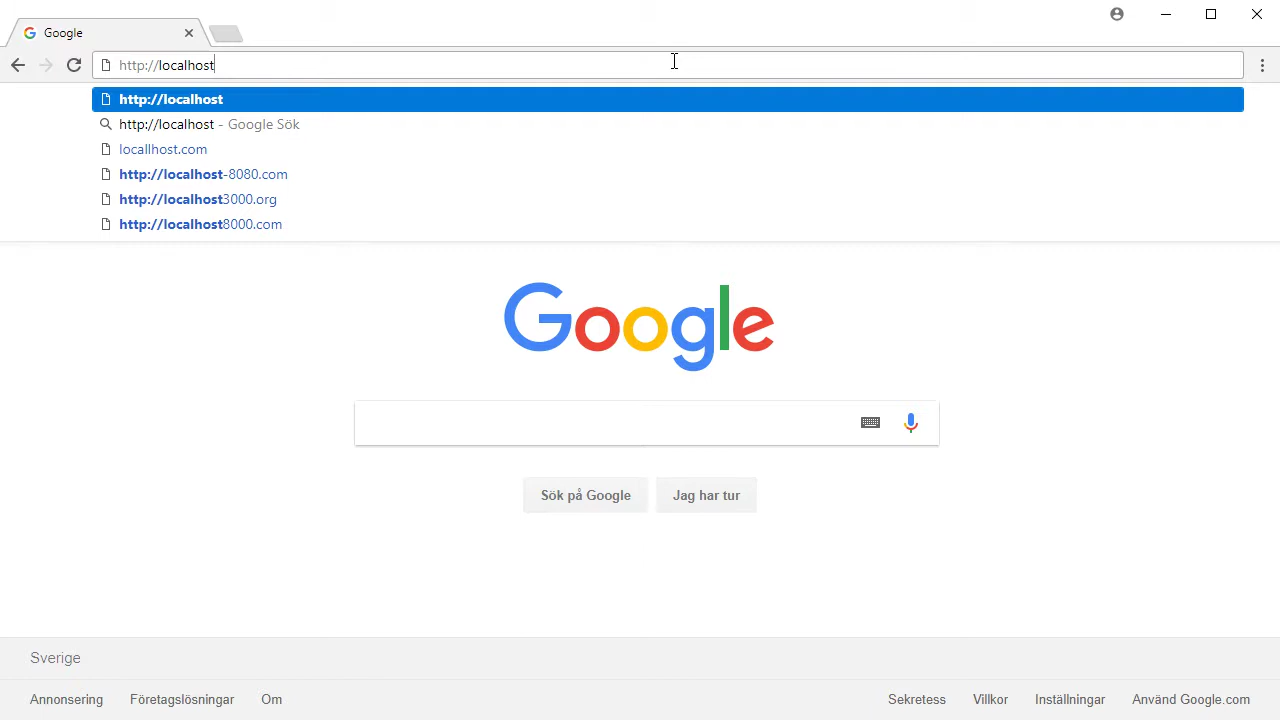 Google
http://localhost
http://localhost
http://localhost - Google Sök
locallhost.com
http://localhost-8080.com
http://localhost3000.org
http://localhost8000.com
Google
Sök på Google Jag har tur
Sverige
Annonsering Företagslösningar Om Sekretess Villkor Inställningar Använd Google.com